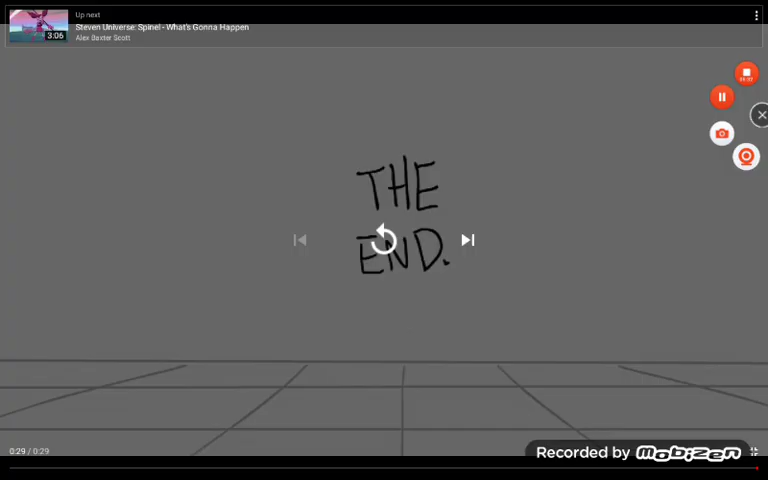 Up next
Steven Universe: Spinel - What's Gonna Happen
Alex Baxter Scott
3:06
THE
END.
0:29 / 0:29
Recorded by Mobizen